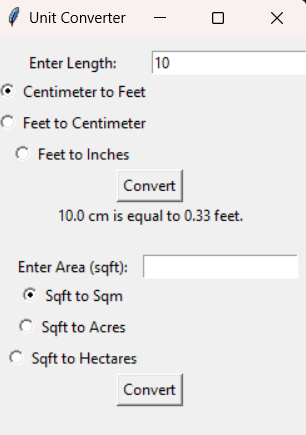 Unit Converter
Enter Length: 10
Centimeter to Feet
Feet to Centimeter
Feet to Inches
Convert
10.0 cm is equal to 0.33 feet.
Enter Area (sqft):
Sqft to Sqm
Sqft to Acres
Sqft to Hectares
Convert